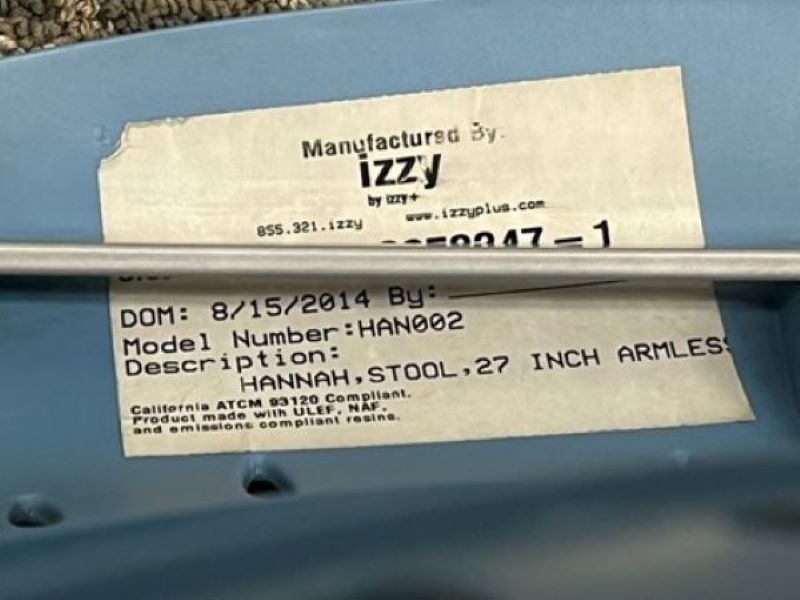 Manufactured By:
izzy
by izzy+
855.321.izzy www.izzyplus.com
DOM: 8/15/2014 By:
Model Number:HAN002
Description:
HANNAH,STOOL,27 INCH ARMLESS
California ATCM 93120 Compliant.
Product made with ULEF, NAF,
and emissions compliant resins.